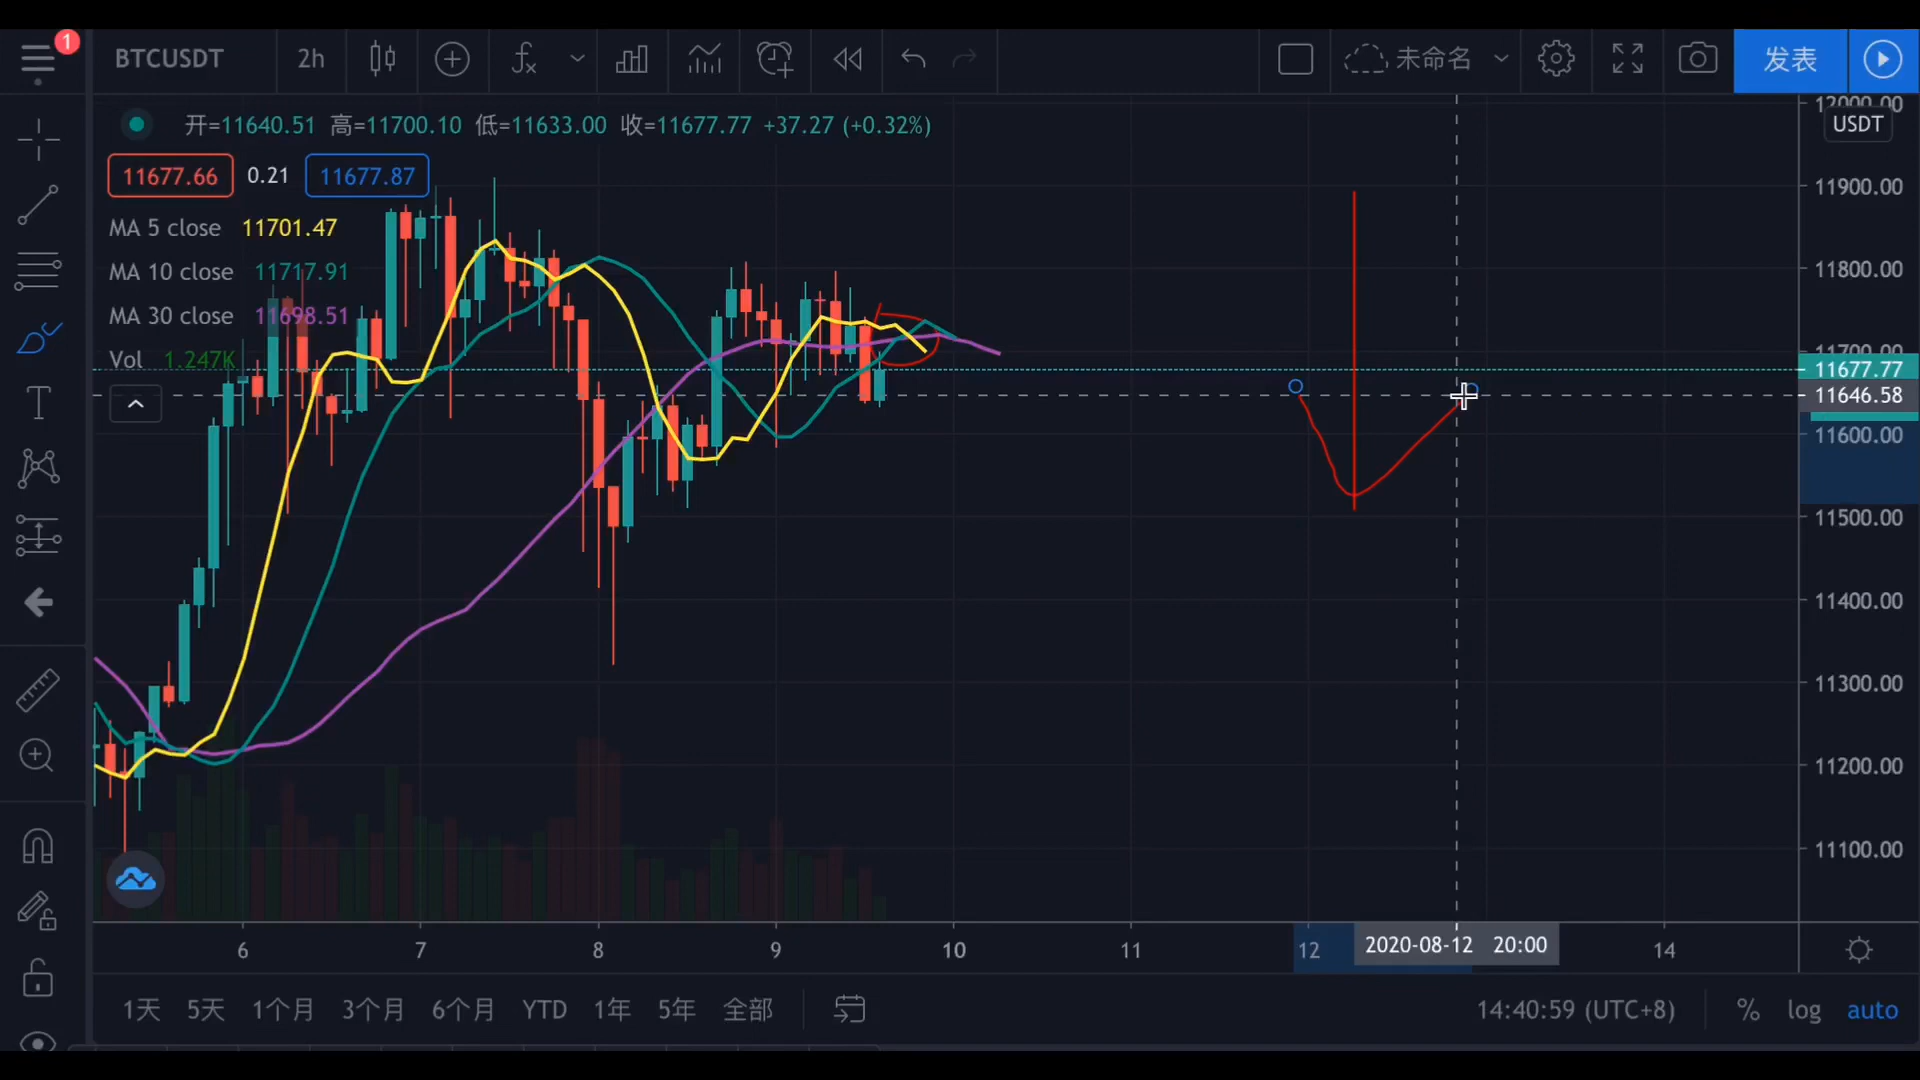 1
BTCUSDT 2h 未命名 发表
开=11640.51 高=11700.10 低=11633.00 收=11677.77 +37.27 (+0.32%)
11677.66 0.21 11677.87
MA 5 close 11701.47
MA 10 close 11717.91
MA 30 close 11698.51
Vol 1.247K
12000.00
USDT
11900.00
11800.00
11700.00
11677.77
11646.58
11600.00
11500.00
11400.00
11300.00
11200.00
11100.00
6 7 8 9 10 11 12 2020-08-12 20:00 14
1天 5天 1个月 3个月 6个月 YTD 1年 5年 全部 14:40:59 (UTC+8) % log auto